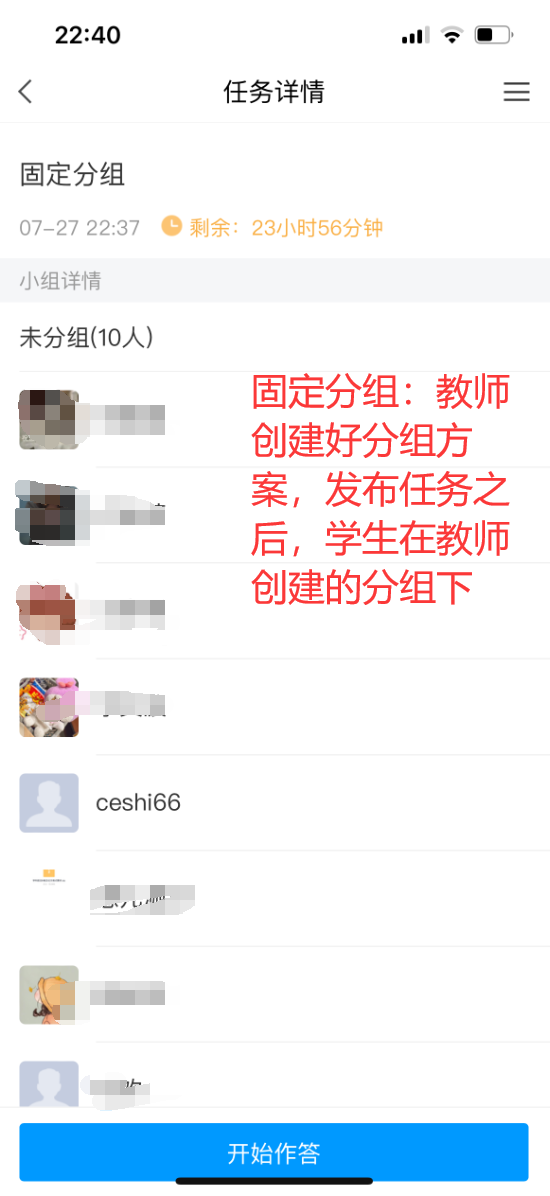 22:40
任务详情
固定分组
07-27 22:37 剩余：23小时56分钟
小组详情
未分组(10人)
固定分组：教师
创建好分组方
案，发布任务之
后，学生在教师
创建的分组下
ceshi66
开始作答